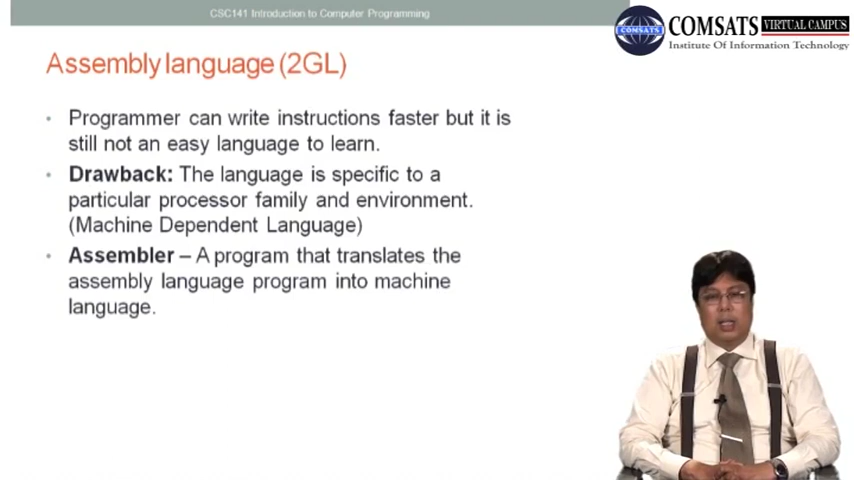 CSC141 Introduction to Computer Programming
COMSATS
COMSATS VIRTUAL CAMPUS
Institute Of Information Technology
Assembly language (2GL)
• Programmer can write instructions faster but it is
still not an easy language to learn.
• Drawback: The language is specific to a
particular processor family and environment.
(Machine Dependent Language)
• Assembler – A program that translates the
assembly language program into machine
language.